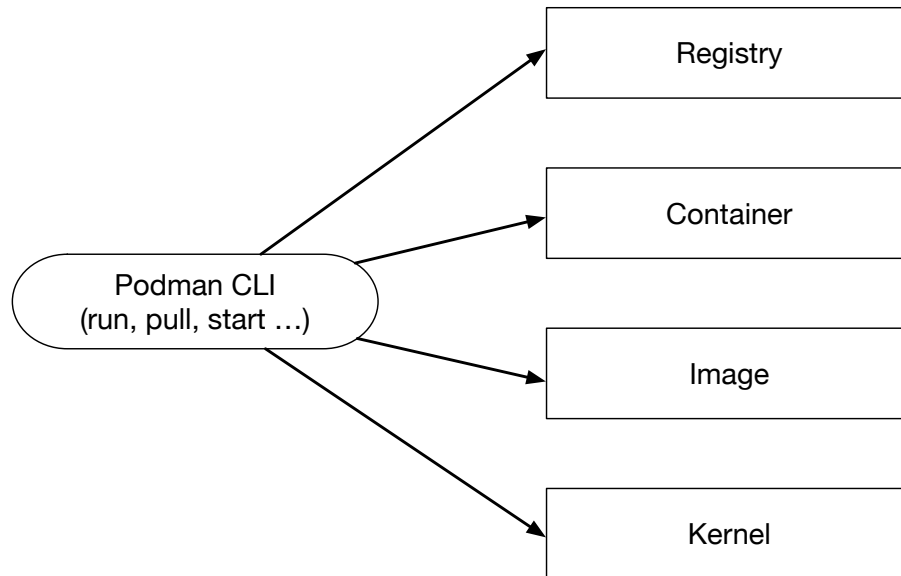 Registry
Container
Podman CLI
(run, pull, start …)
Image
Kernel